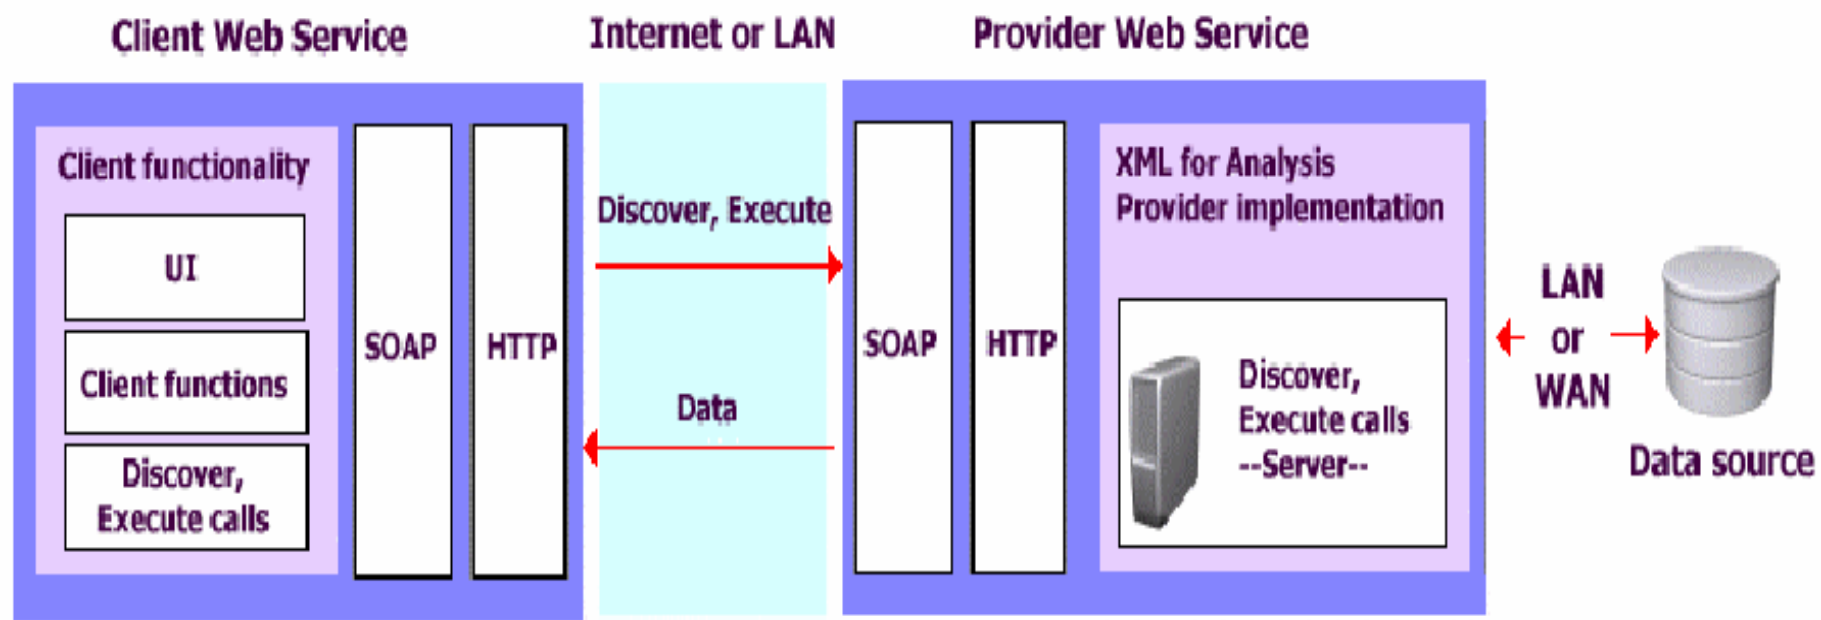 Client Web Service
Internet or LAN
Provider Web Service
Client functionality
UI
Client functions
Discover,
Execute calls
SOAP
HTTP
Discover, Execute
Data
SOAP
HTTP
XML for Analysis
Provider implementation
Discover,
Execute calls
--Server--
LAN
or
WAN
Data source